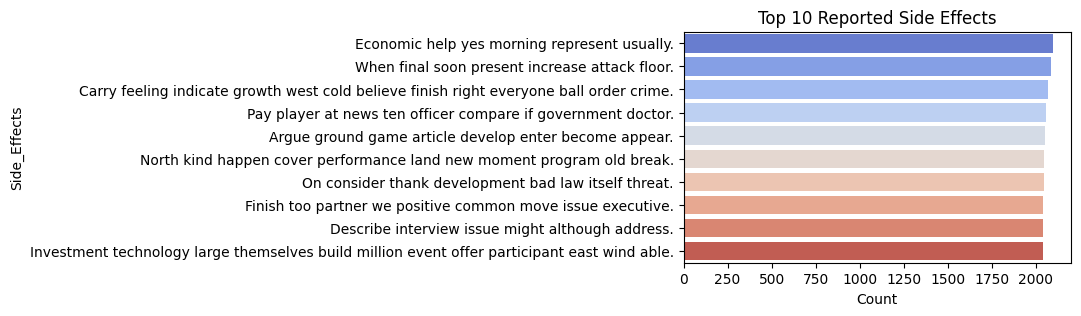 Top 10 Reported Side Effects
Economic help yes morning represent usually.
When final soon present increase attack floor.
Carry feeling indicate growth west cold believe finish right everyone ball order crime.
Pay player at news ten officer compare if government doctor.
Argue ground game article develop enter become appear.
North kind happen cover performance land new moment program old break.
On consider thank development bad law itself threat.
Finish too partner we positive common move issue executive.
Describe interview issue might although address.
Investment technology large themselves build million event offer participant east wind able.
Side_Effects
0 250 500 750 1000 1250 1500 1750 2000
Count